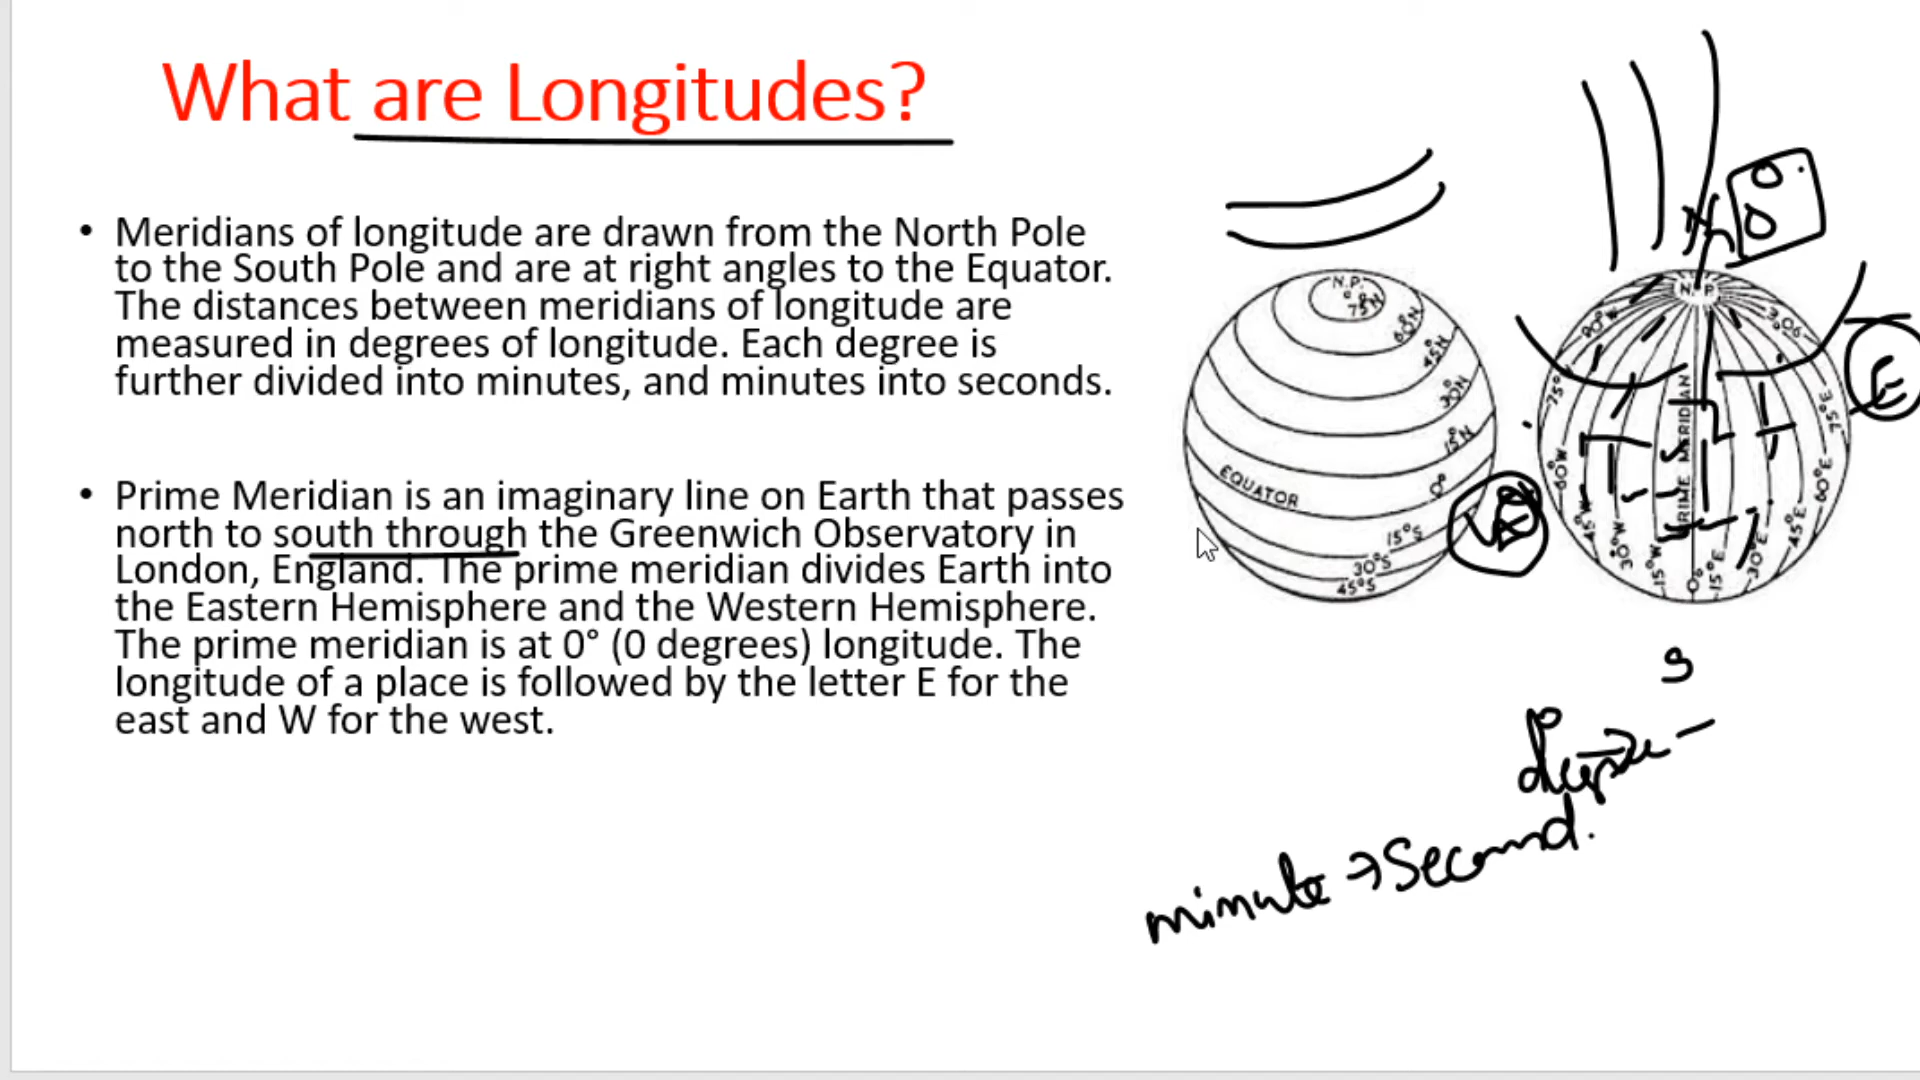 What are Longitudes?
• Meridians of longitude are drawn from the North Pole
to the South Pole and are at right angles to the Equator.
The distances between meridians of longitude are
measured in degrees of longitude. Each degree is
further divided into minutes, and minutes into seconds.
• Prime Meridian is an imaginary line on Earth that passes
north to south through the Greenwich Observatory in
London, England. The prime meridian divides Earth into
the Eastern Hemisphere and the Western Hemisphere.
The prime meridian is at 0° (0 degrees) longitude. The
longitude of a place is followed by the letter E for the
east and W for the west.
N.P.
75°N
60°N
45°N
30°N
15°N
EQUATOR
0°
15°S
30°S
45°S
N
0
N.P.
90°W
75°
60°W
45°W
30°W
15°W
0°
15°E
30°E
45°E
60°E
75°E
PRIME MERIDIAN
E
S
minute → Second.